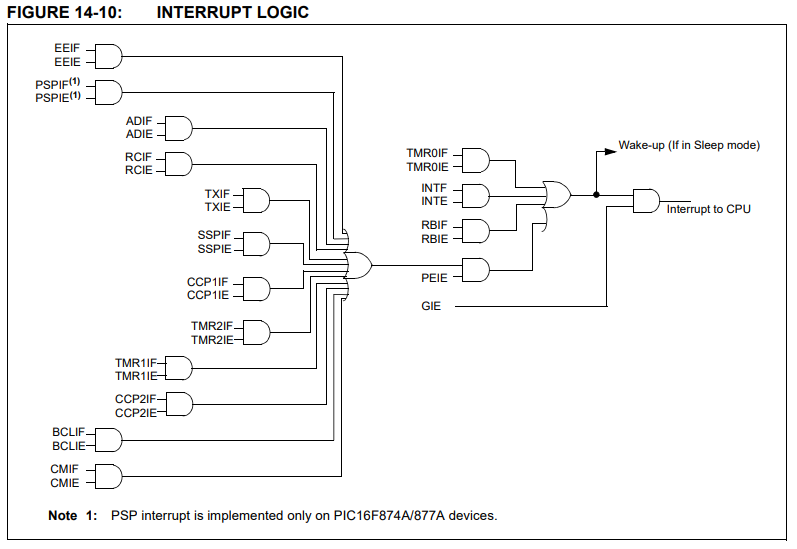 FIGURE 14-10: INTERRUPT LOGIC
EEIF
EEIE
PSPIF(1)
PSPIE(1)
ADIF
ADIE
RCIF
RCIE
TXIF
TXIE
SSPIF
SSPIE
CCP1IF
CCP1IE
TMR2IF
TMR2IE
TMR1IF
TMR1IE
CCP2IF
CCP2IE
BCLIF
BCLIE
CMIF
CMIE
TMR0IF
TMR0IE
INTF
INTE
RBIF
RBIE
PEIE
GIE
Wake-up (If in Sleep mode)
Interrupt to CPU
Note 1: PSP interrupt is implemented only on PIC16F874A/877A devices.